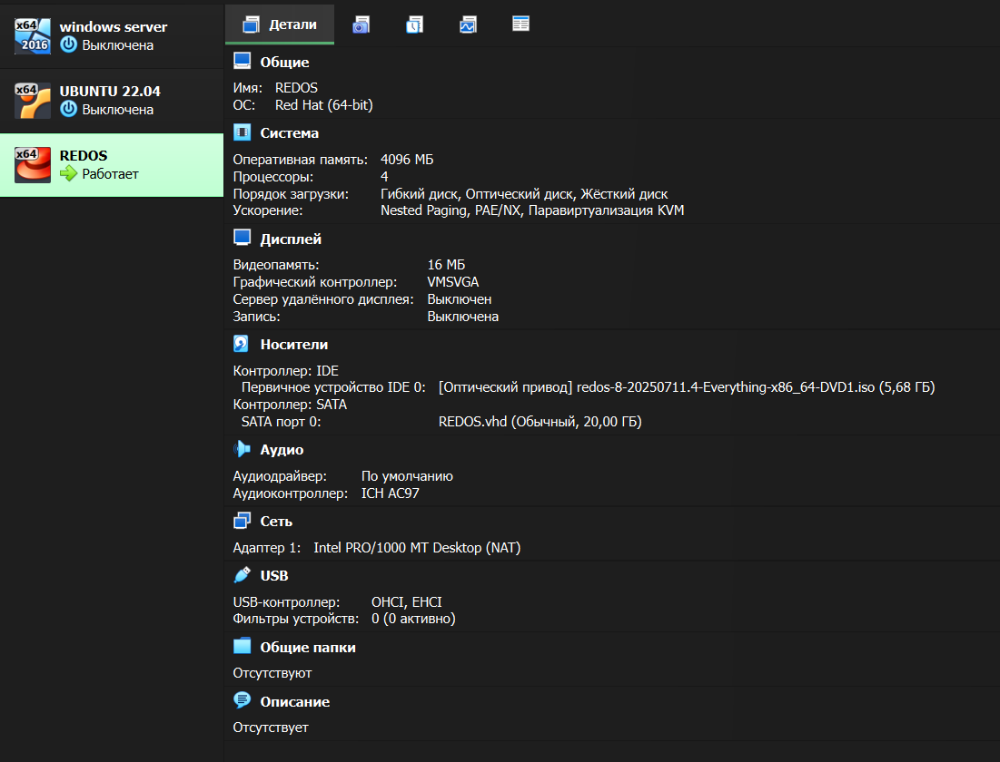 x64
2016
windows server
Выключена
x64
UBUNTU 22.04
Выключена
x64
REDOS
Работает
Детали
Общие
Имя: REDOS
ОС: Red Hat (64-bit)
Система
Оперативная память: 4096 МБ
Процессоры: 4
Порядок загрузки: Гибкий диск, Оптический диск, Жёсткий диск
Ускорение: Nested Paging, PAE/NX, Паравиртуализация KVM
Дисплей
Видеопамять: 16 МБ
Графический контроллер: VMSVGA
Сервер удалённого дисплея: Выключен
Запись: Выключена
Носители
Контроллер: IDE
Первичное устройство IDE 0: [Оптический привод] redos-8-20250711.4-Everything-x86_64-DVD1.iso (5,68 ГБ)
Контроллер: SATA
SATA порт 0: REDOS.vhd (Обычный, 20,00 ГБ)
Аудио
Аудиодрайвер: По умолчанию
Аудиоконтроллер: ICH AC97
Сеть
Адаптер 1: Intel PRO/1000 MT Desktop (NAT)
USB
USB-контроллер: OHCI, EHCI
Фильтры устройств: 0 (0 активно)
Общие папки
Отсутствуют
Описание
Отсутствует